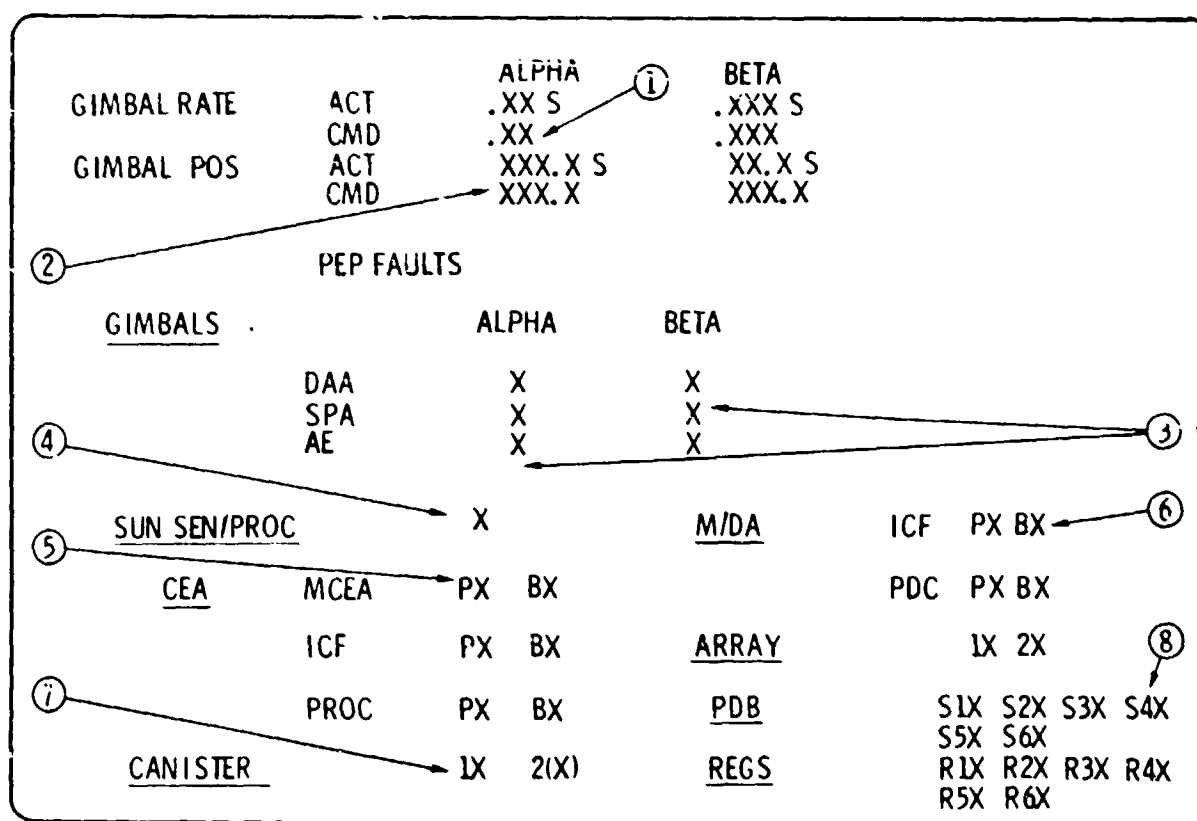 ALPHA BETA
GIMBAL RATE ACT .XX S 1 .XXX S
CMD .XX .XXX
GIMBAL POS ACT XXX.X S XX.X S
CMD XXX.X XXX.X
2 PEP FAULTS
GIMBALS ALPHA BETA
DAA X X
SPA X X
4 AE X X 3
SUN SEN/PROC X M/DA ICF PX BX 6
5 CEA MCEA PX BX PDC PX BX
ICF PX BX ARRAY 1X 2X 8
7 PROC PX BX PDB S1X S2X S3X S4X
S5X S6X
CANISTER 1X 2(X) REGS R1X R2X R3X R4X
R5X R6X